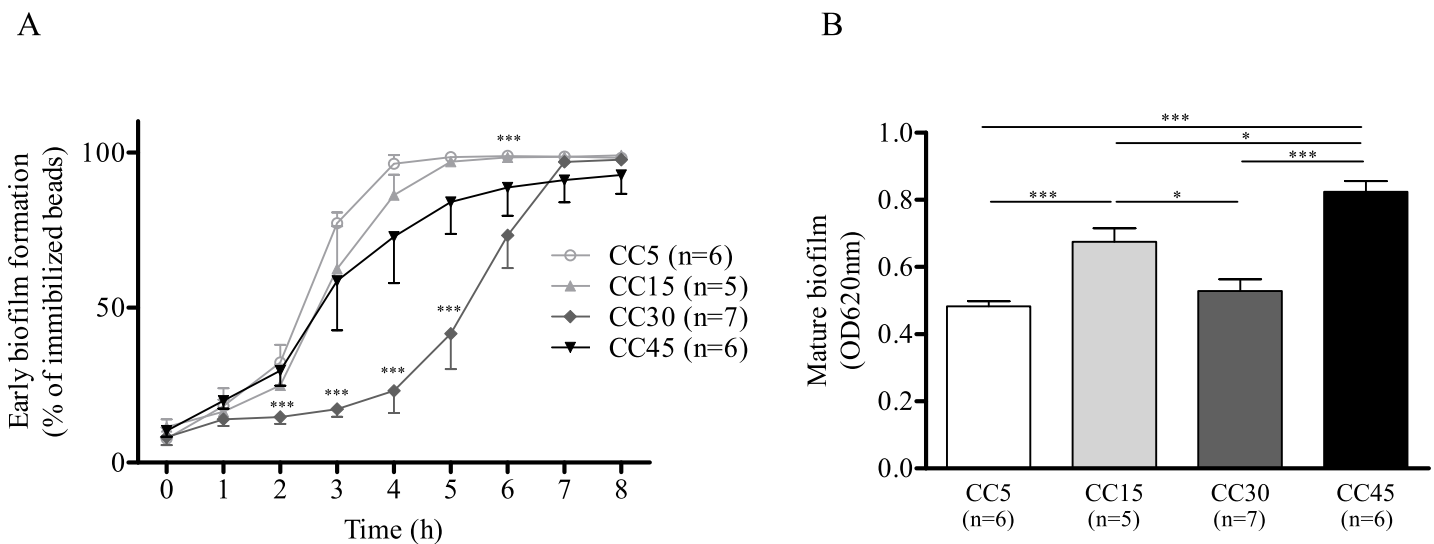 A
Early biofilm formation
(% of immibilized beads)
100
50
0
***
***
***
***
***
0 1 2 3 4 5 6 7 8
Time (h)
CC5 (n=6)
CC15 (n=5)
CC30 (n=7)
CC45 (n=6)
B
Mature biofilm
(OD620nm)
1.0
0.8
0.6
0.4
0.2
0.0
***
*
***
*** *
CC5 CC15 CC30 CC45
(n=6) (n=5) (n=7) (n=6)